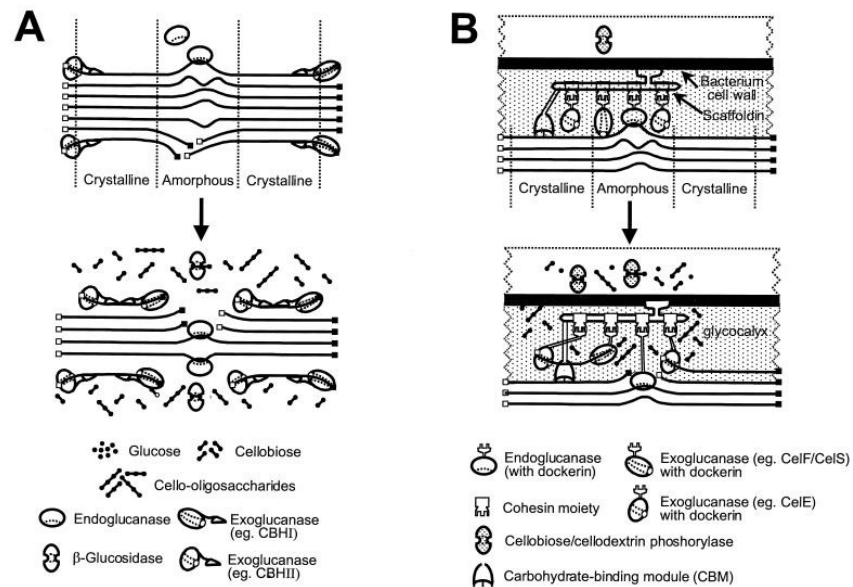 A
Crystalline Amorphous Crystalline
Glucose Cellobiose
Cello-oligosaccharides
Endoglucanase
Exoglucanase
(eg. CBHI)
β-Glucosidase
Exoglucanase
(eg. CBHII)
B
Bacterium
cell wall
Scaffoldin
Crystalline Amorphous Crystalline
glycocalyx
Endoglucanase
(with dockerin)
Exoglucanase (eg. CelF/CelS)
with dockerin
Cohesin moiety
Exoglucanase (eg. CelE)
with dockerin
Cellobiose/cellodextrin phoshorylase
Carbohydrate-binding module (CBM)